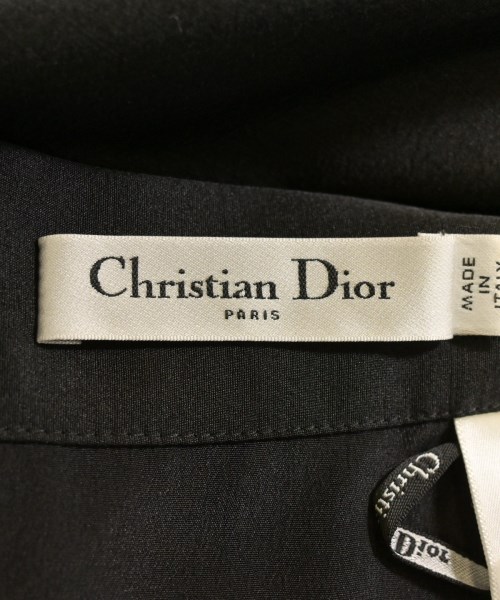 Christian Dior
PARIS
MADE
IN
ITALY
Christi
Dior